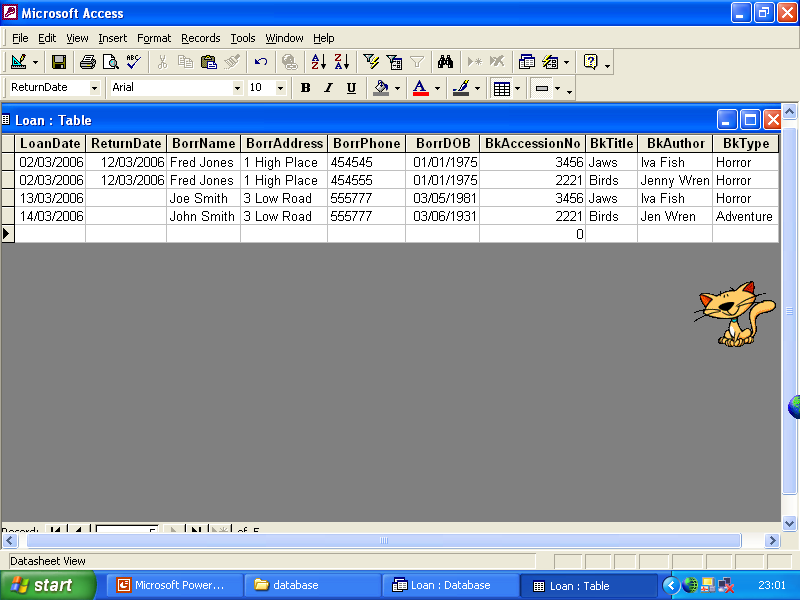 Microsoft Access
File Edit View Insert Format Records Tools Window Help
ReturnDate Arial 10 B I U A
Loan : Table
LoanDate ReturnDate BorrName BorrAddress BorrPhone BorrDOB BkAccessionNo BkTitle BkAuthor BkType
02/03/2006 12/03/2006 Fred Jones 1 High Place 454545 01/01/1975 3456 Jaws Iva Fish Horror
02/03/2006 12/03/2006 Fred Jones 1 High Place 454555 01/01/1975 2221 Birds Jenny Wren Horror
13/03/2006 Joe Smith 3 Low Road 555777 03/05/1981 3456 Jaws Iva Fish Horror
14/03/2006 John Smith 3 Low Road 555777 03/06/1931 2221 Birds Jen Wren Adventure
0
Record: 5 of 5
Datasheet View
start Microsoft Power... database Loan : Database Loan : Table 23:01